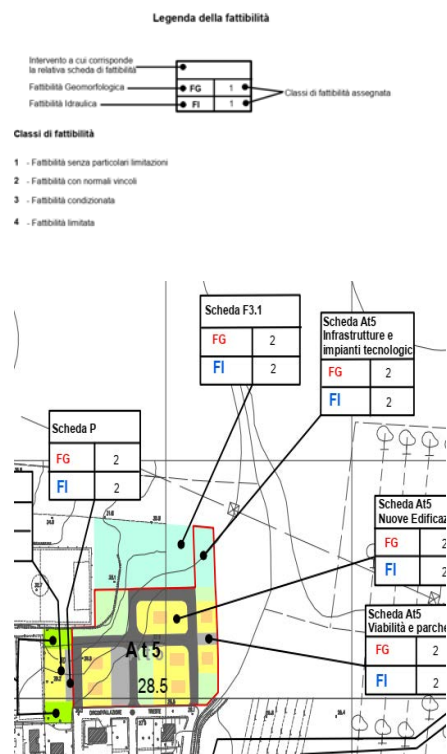 Legenda della fattibilità
Intervento a cui corrisponde
la relativa scheda di fattibilità
Fattibilità Geomorfologica
FG 1
Classi di fattibilità assegnata
Fattibilità Idraulica
FI 1
Classi di fattibilità
1 - Fattibilità senza particolari limitazioni
2 - Fattibilità con normali vincoli
3 - Fattibilità condizionata
4 - Fattibilità limitata
Scheda F3.1
FG 2
FI 2
Scheda At5
Infrastrutture e
impianti tecnologic
FG 2
FI 2
Scheda P
FG 2
FI 2
Scheda At5
Nuove Edificaz
FG 2
FI 2
Scheda At5
Viabilità e parche
FG 2
FI 2
At5
28.5
CIRCONVALLAZIONE TRIESTE